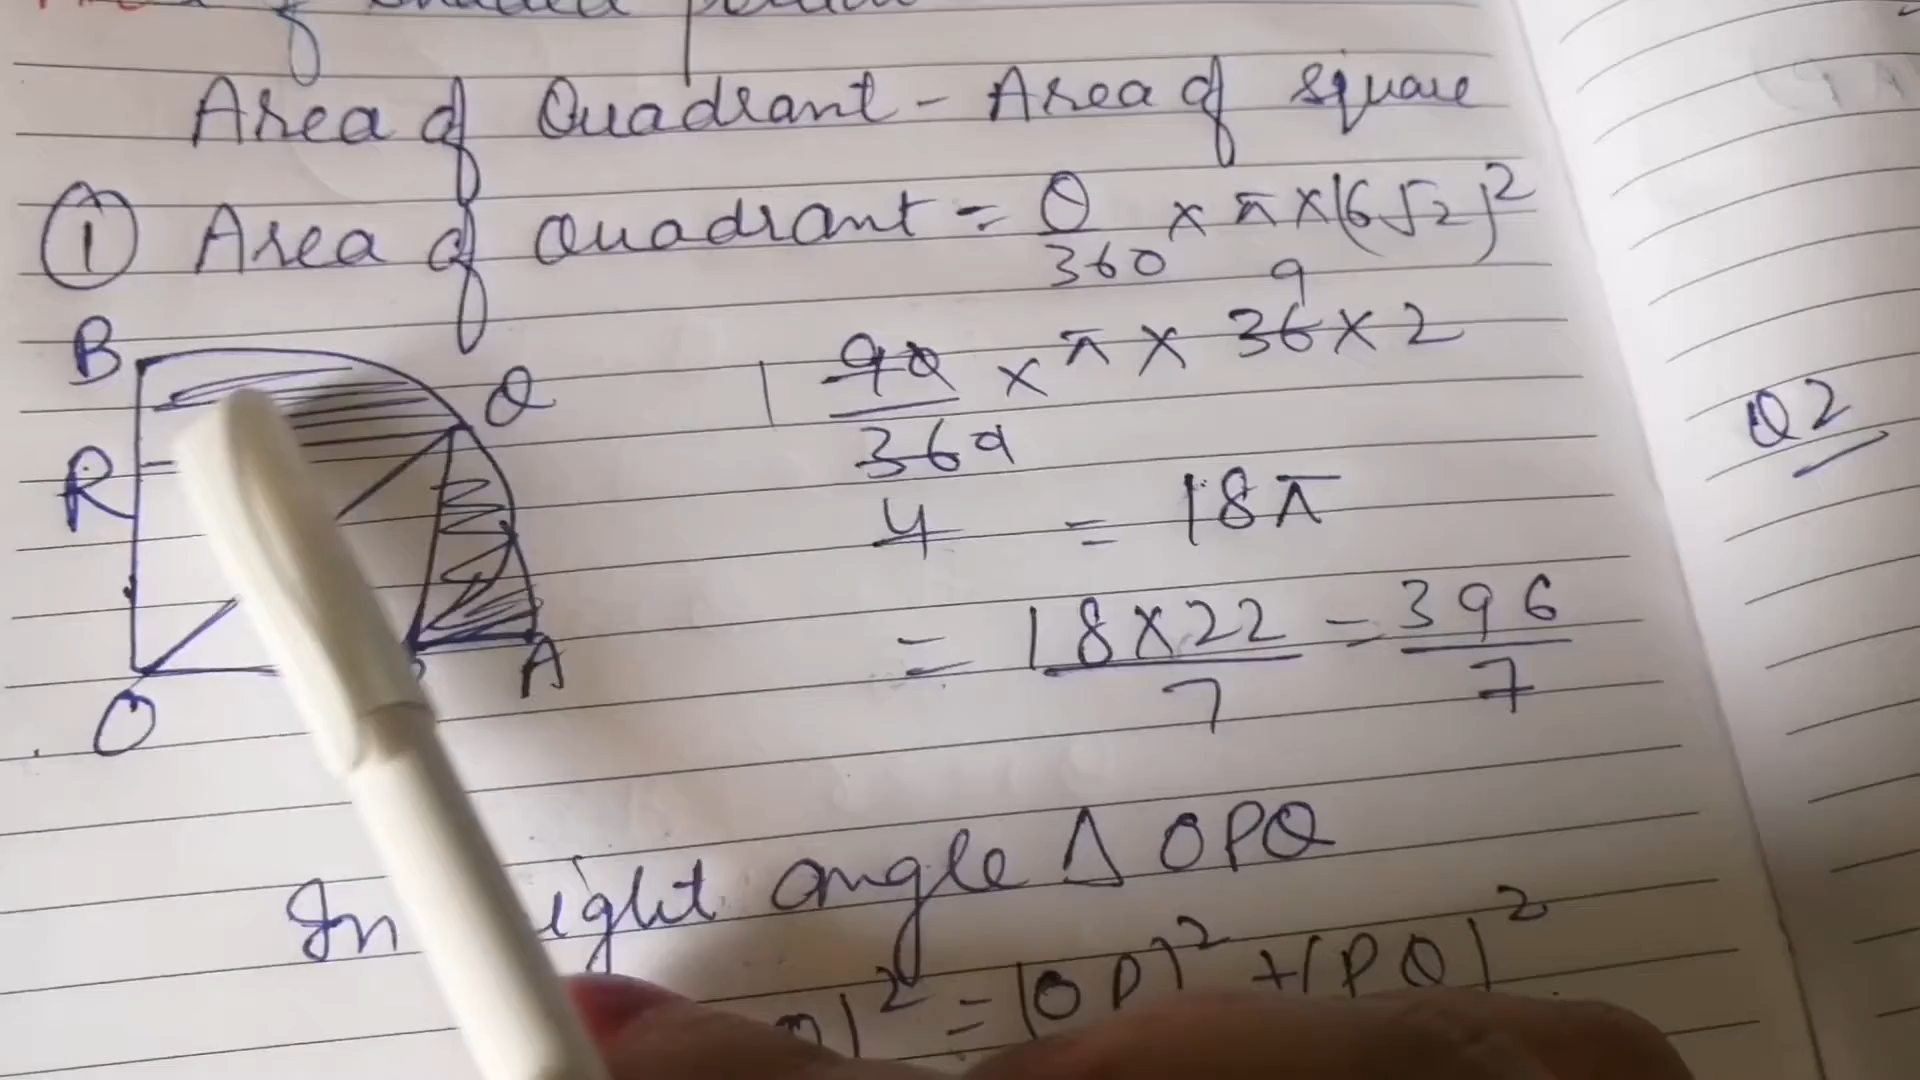 Area of Quadrant - Area of square
① Area of Quadrant = θ/360 × π × (6√2)²
9
90/360 × π × 36 × 2
4
= 18π
= 18×22/7 = 396/7
B
Q
R
O
A
Q2
In right angle Δ OPQ
)² = (OP)² + (PQ)²